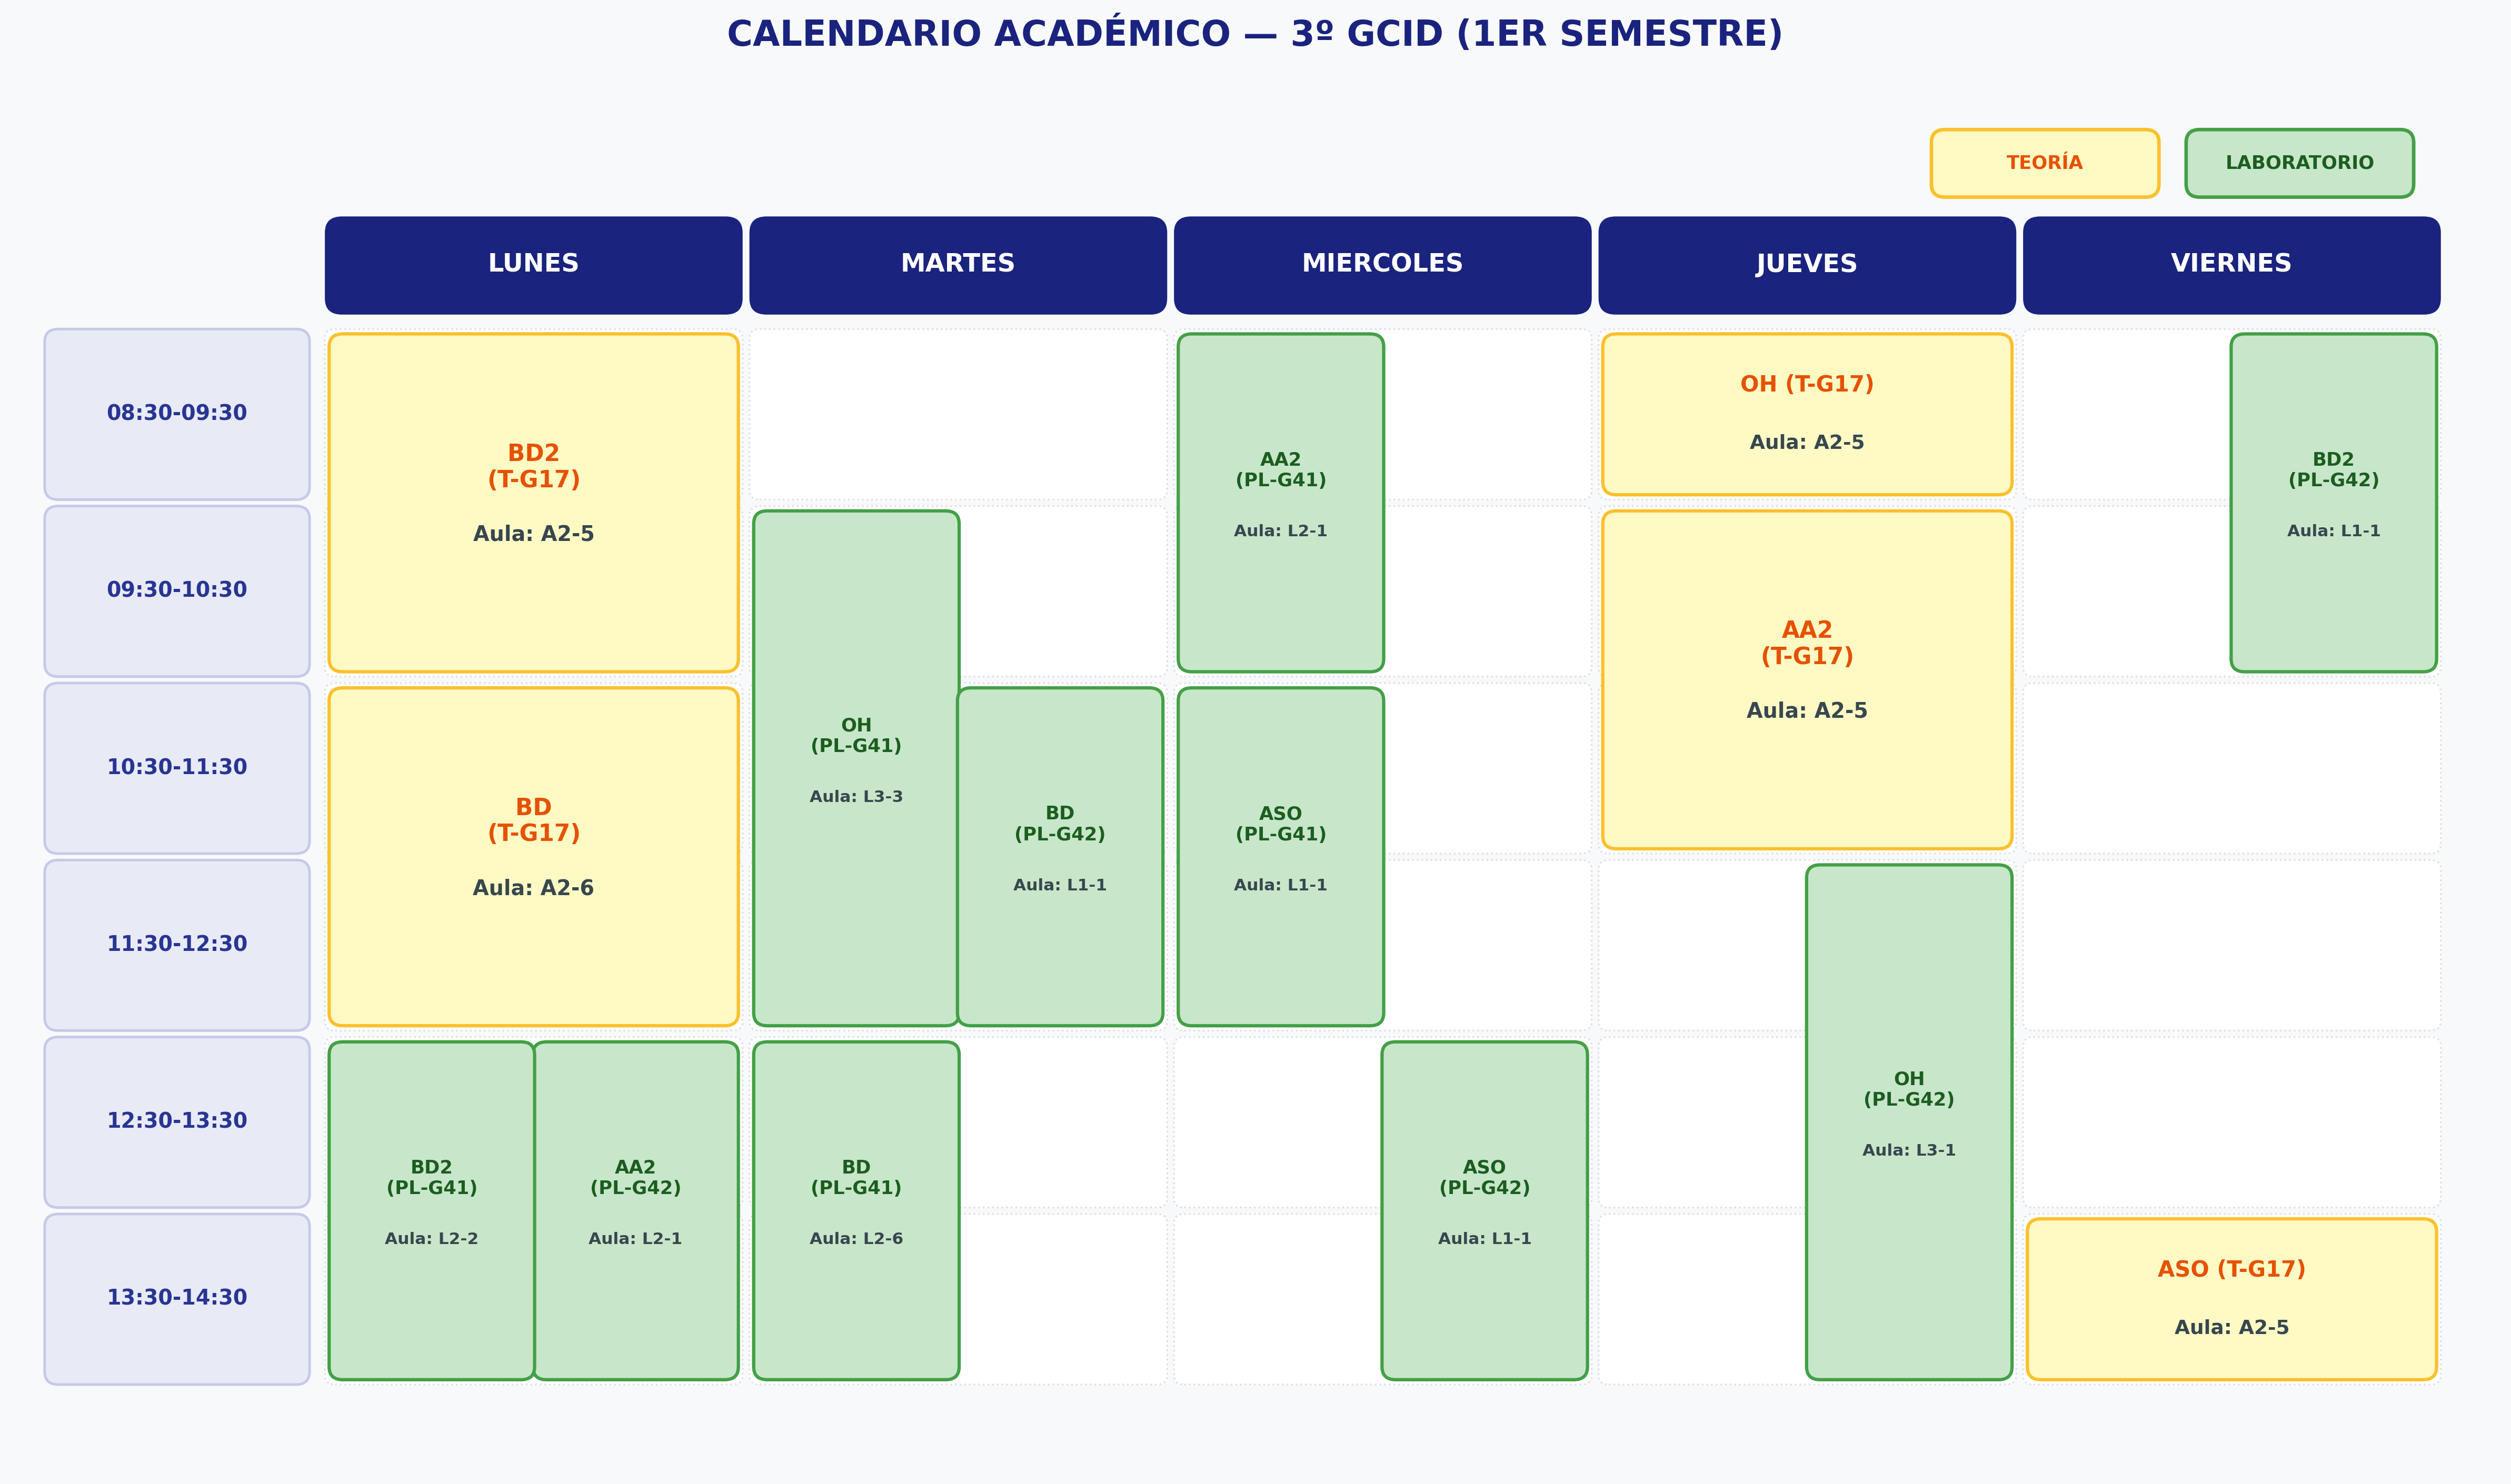 CALENDARIO ACADÉMICO — 3º GCID (1ER SEMESTRE)
TEORÍA
LABORATORIO
LUNES
MARTES
MIERCOLES
JUEVES
VIERNES
08:30-09:30
09:30-10:30
10:30-11:30
11:30-12:30
12:30-13:30
13:30-14:30
BD2
(T-G17)
Aula: A2-5
BD
(T-G17)
Aula: A2-6
BD2
(PL-G41)
Aula: L2-2
AA2
(PL-G42)
Aula: L2-1
OH
(PL-G41)
Aula: L3-3
BD
(PL-G42)
Aula: L1-1
BD
(PL-G41)
Aula: L2-6
AA2
(PL-G41)
Aula: L2-1
ASO
(PL-G41)
Aula: L1-1
ASO
(PL-G42)
Aula: L1-1
OH (T-G17)
Aula: A2-5
AA2
(T-G17)
Aula: A2-5
OH
(PL-G42)
Aula: L3-1
BD2
(PL-G42)
Aula: L1-1
ASO (T-G17)
Aula: A2-5